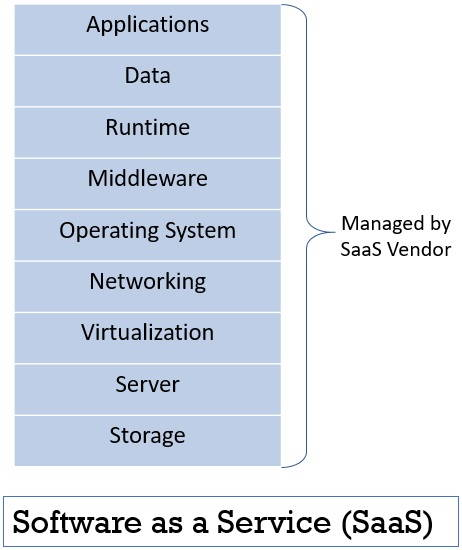 Applications
Data
Runtime
Middleware
Operating System
Networking
Virtualization
Server
Storage
Managed by
SaaS Vendor
Software as a Service (SaaS)